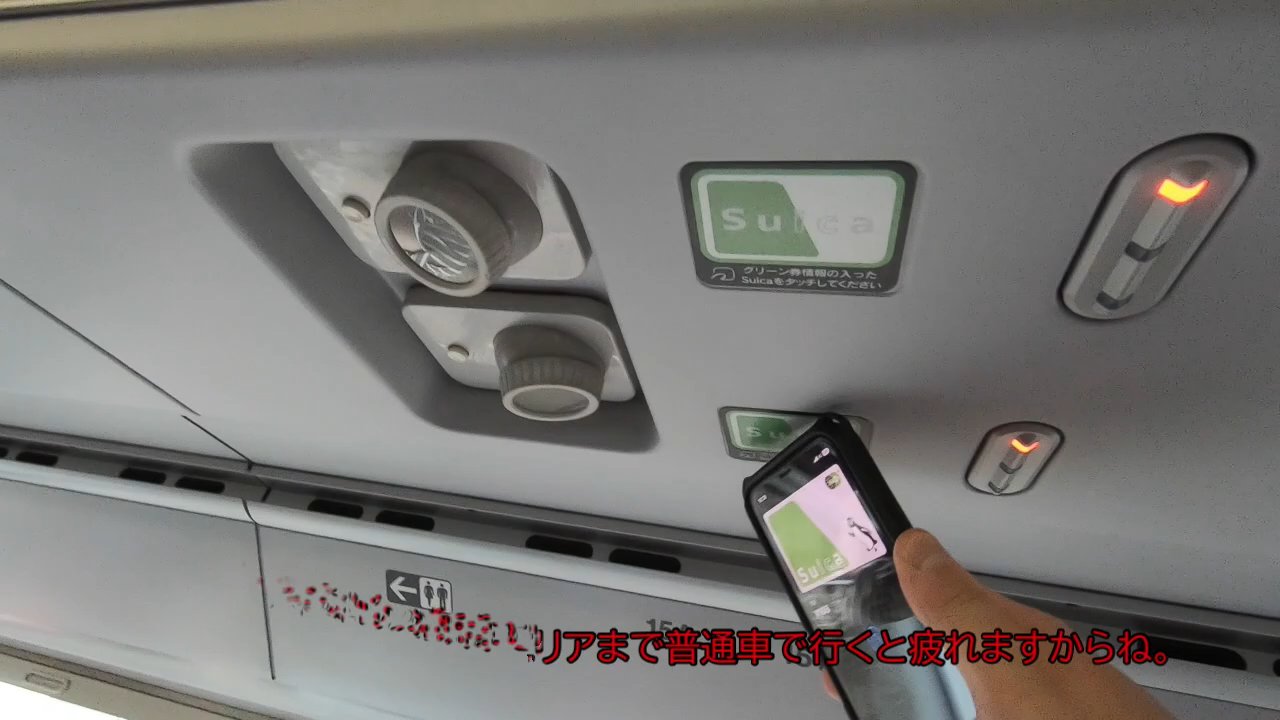 Suica
グリーン券情報の入った
Suicaをタッチしてください
Su
Suica
リアまで普通車で行くと疲れますからね。